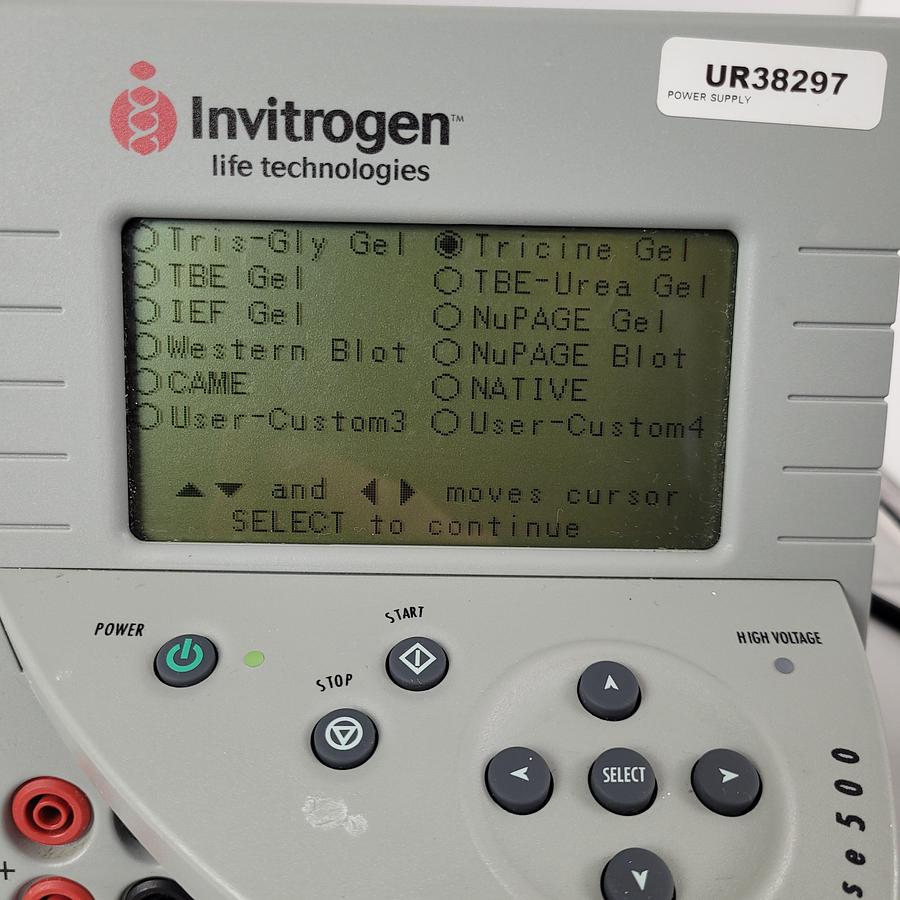 UR38297
POWER SUPPLY
Invitrogen™
life technologies
Tris-Gly Gel Tricine Gel
TBE Gel TBE-Urea Gel
IEF Gel NuPAGE Gel
Western Blot NuPAGE Blot
CAME NATIVE
User-Custom3 User-Custom4
▲▼ and ◀▶ moves cursor
SELECT to continue
POWER
START
STOP
HIGH VOLTAGE
SELECT
se500
+